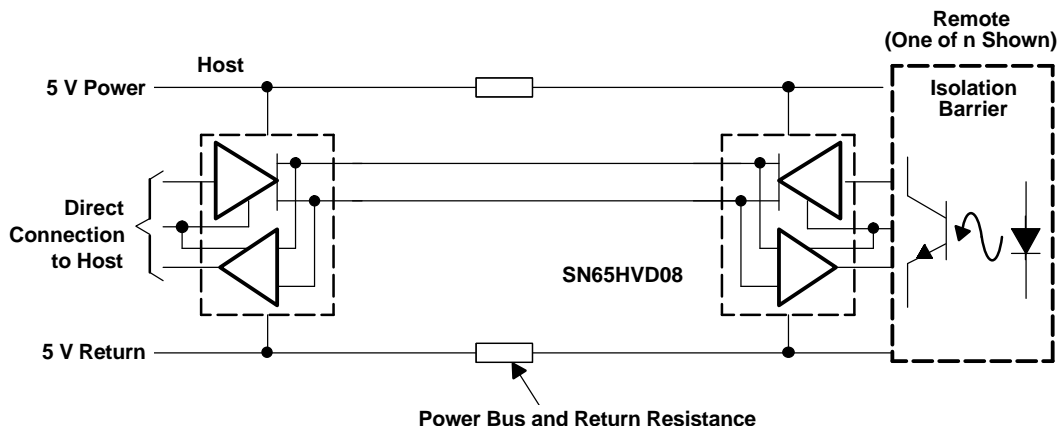 Remote
(One of n Shown)
Host
5 V Power
Isolation
Barrier
Direct
Connection
to Host
SN65HVD08
5 V Return
Power Bus and Return Resistance